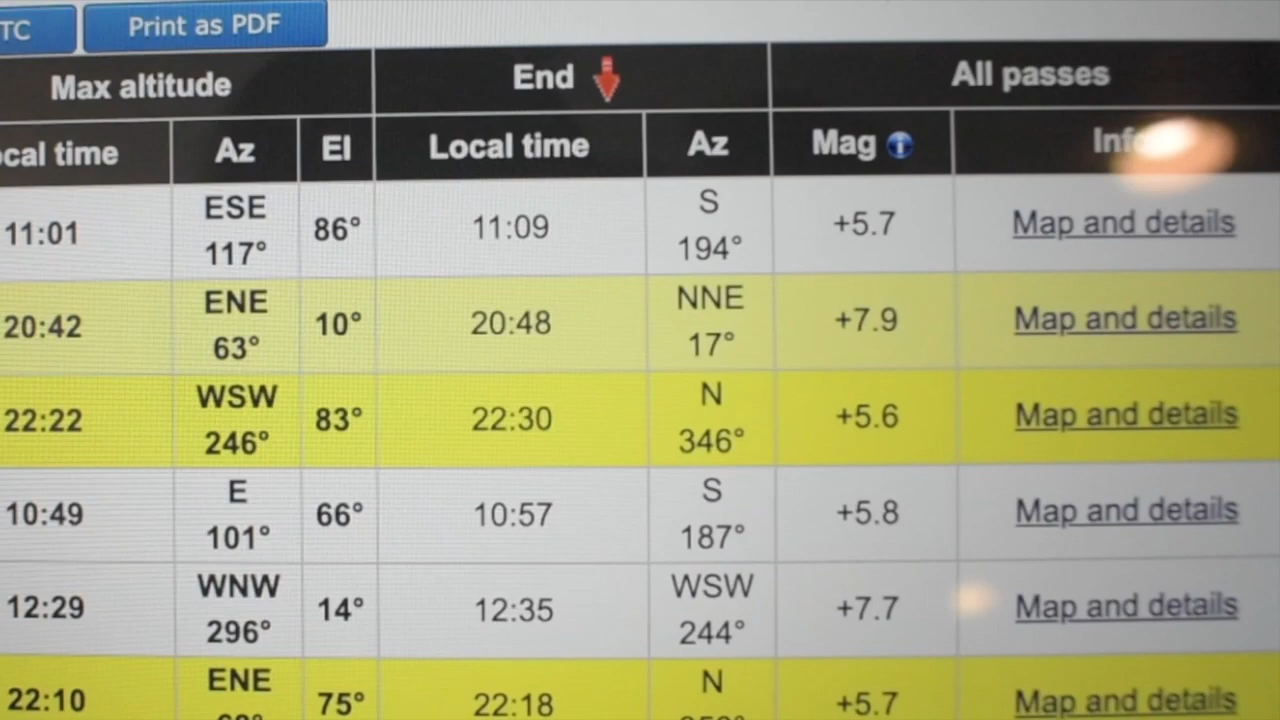 TC Print as PDF
Max altitude End All passes
cal time Az El Local time Az Mag i Info
11:01 ESE 117° 86° 11:09 S 194° +5.7 Map and details
20:42 ENE 63° 10° 20:48 NNE 17° +7.9 Map and details
22:22 WSW 246° 83° 22:30 N 346° +5.6 Map and details
10:49 E 101° 66° 10:57 S 187° +5.8 Map and details
12:29 WNW 296° 14° 12:35 WSW 244° +7.7 Map and details
22:10 ENE 75° 22:18 N +5.7 Map and details